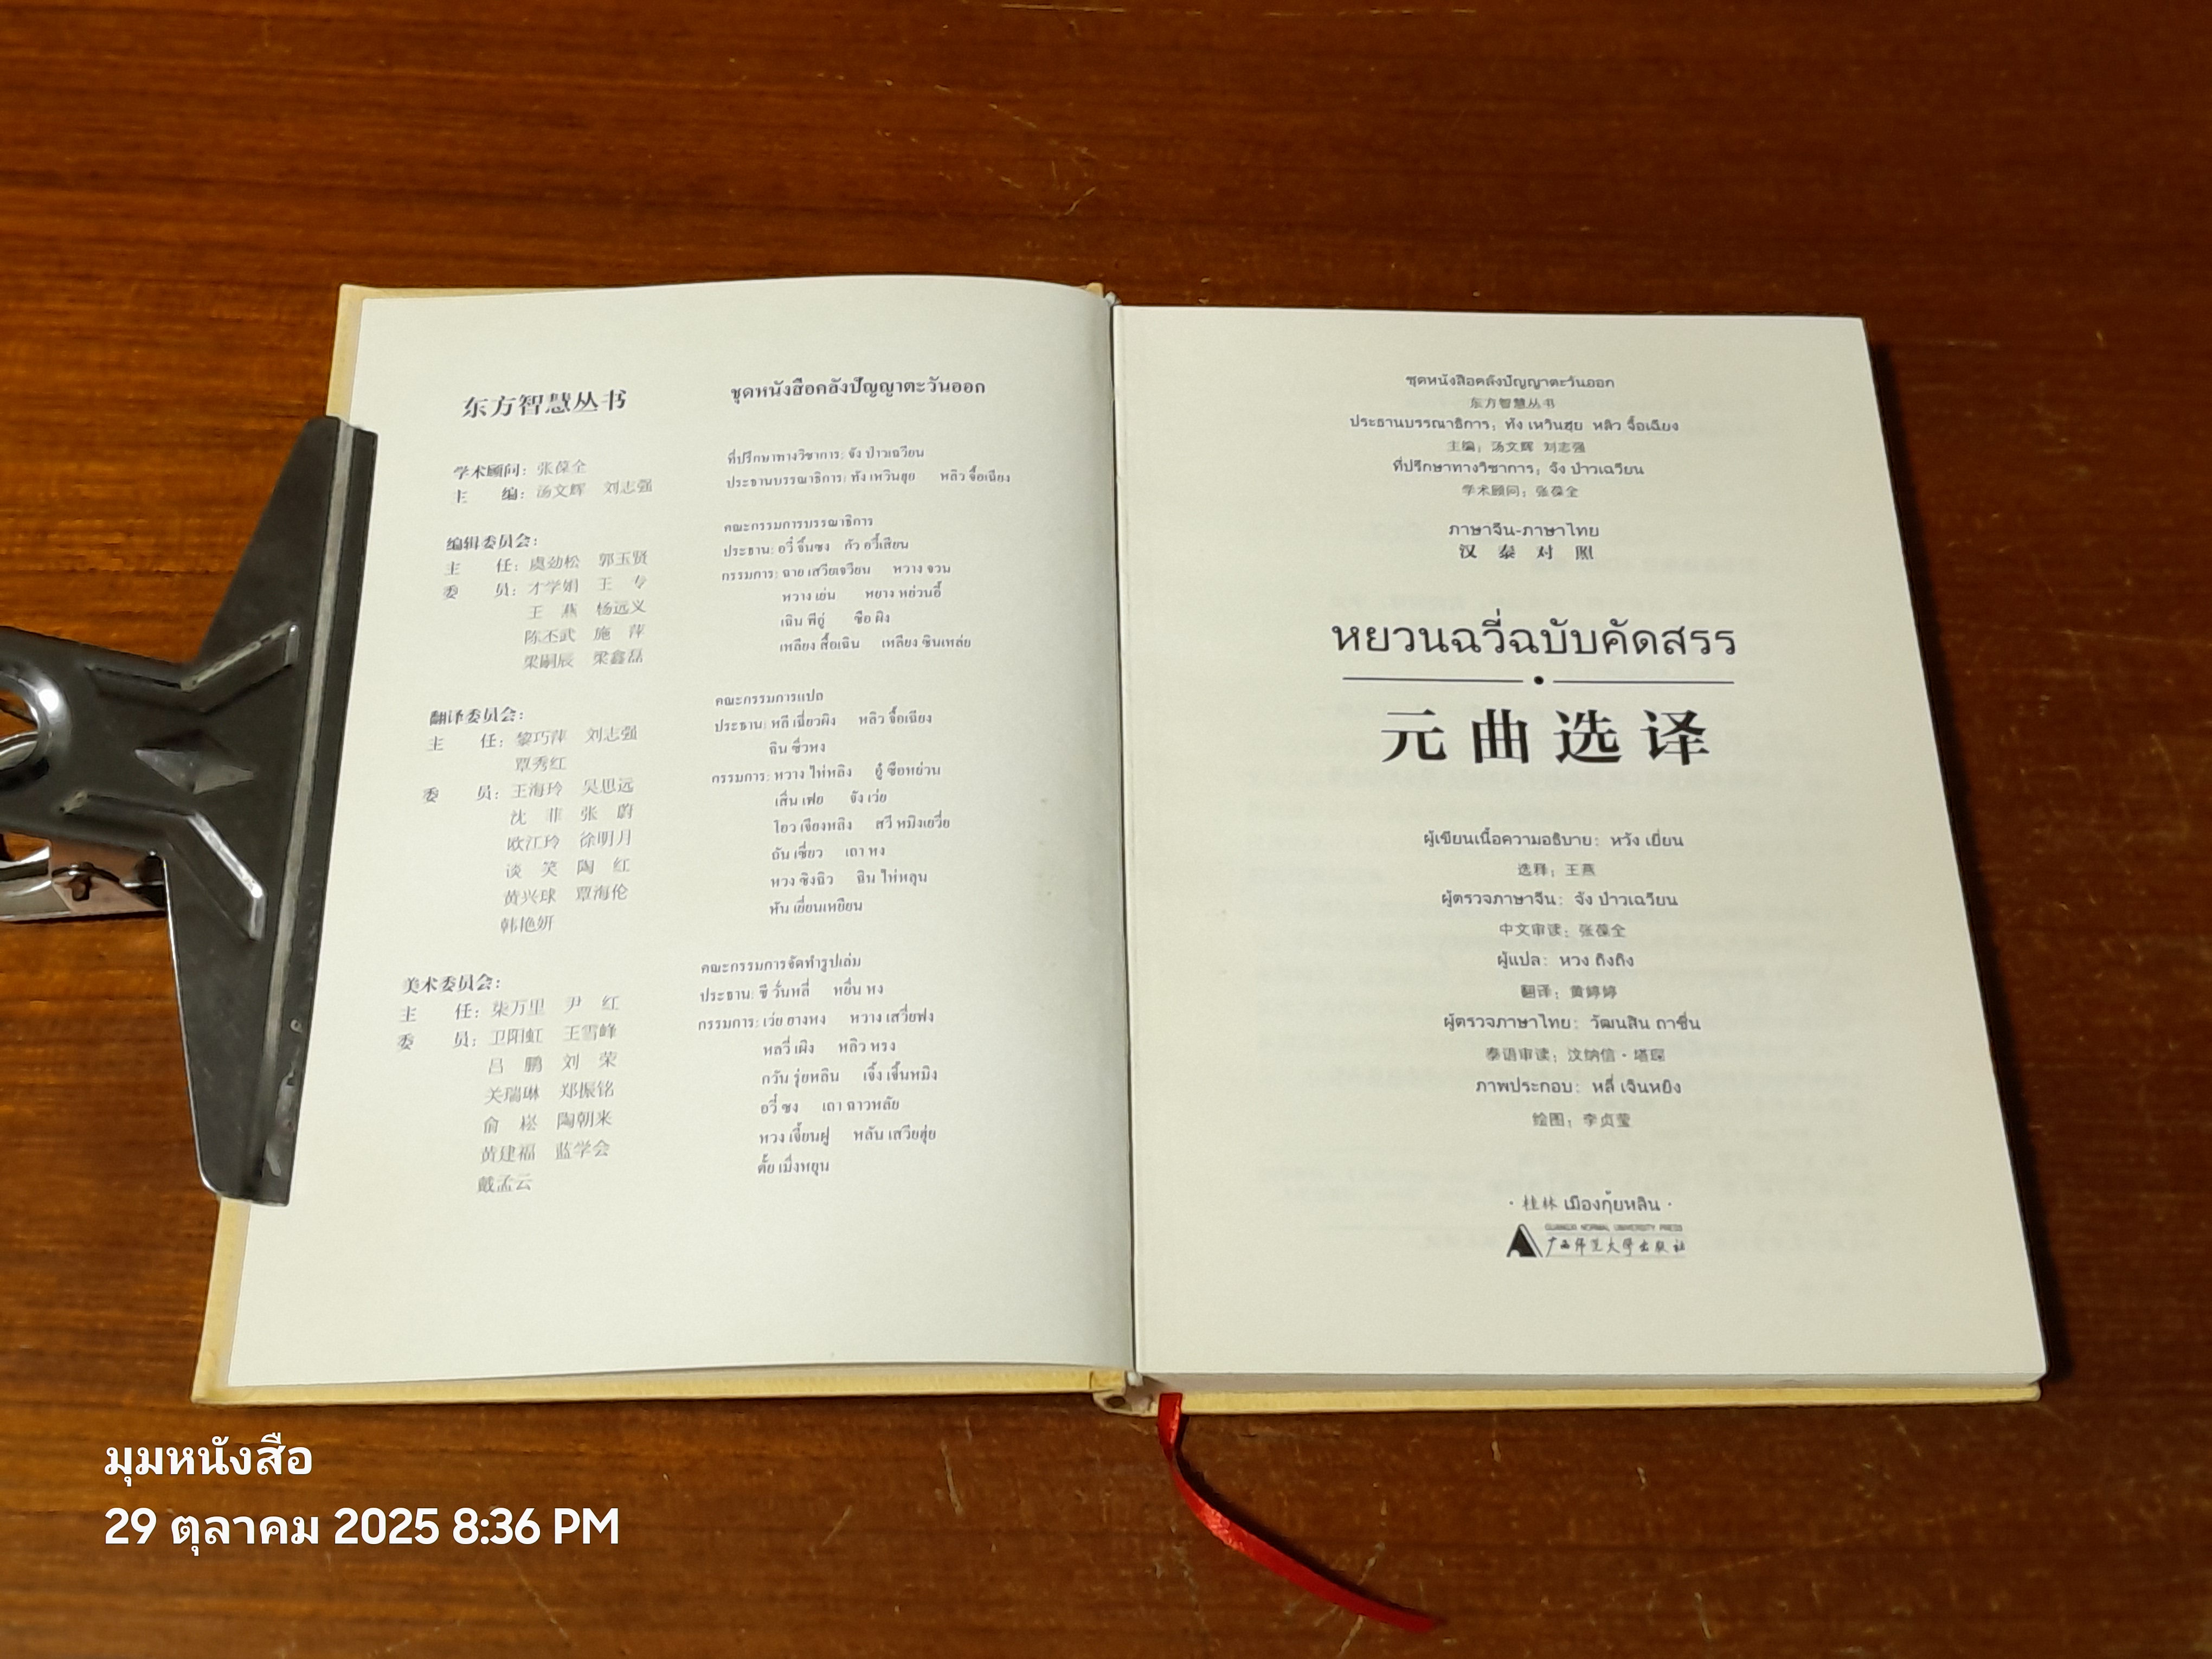 东方智慧丛书
学术顾问：张葆全
主　　编：汤文辉　刘志强
编辑委员会：
主　　任：虞劲松　郭玉贤
委　　员：才学娟　王　专
王　燕　杨远义
陈丕武　施　萍
梁嗣辰　梁鑫磊
翻译委员会：
主　　任：黎巧萍　刘志强
覃秀红
委　　员：王海玲　吴思远
沈　菲　张　蔚
欧江玲　徐明月
谈　笑　陶　红
黄兴球　覃海伦
韩艳妍
美术委员会：
主　　任：柒万里　尹　红
委　　员：卫阳虹　王雪峰
吕　鹏　刘　荣
关瑞琳　郑振铭
俞　崧　陶朝来
黄建福　蓝学会
戴孟云
ชุดหนังสือคลังปัญญาตะวันออก
ที่ปรึกษาทางวิชาการ: จัง ป่าวเฉวียน
ประธานบรรณาธิการ: ทัง เหวินฮุย หลิว จื้อเฉียง
คณะกรรมการบรรณาธิการ
ประธาน: อวี๋ จิ้นซง กัว อวี้เสียน
กรรมการ: ฉาย เสวียเจวียน หวาง จวน
หวาง เย่น หยาง หย่วนอี้
เฉิน พีอู่ ซือ ผิง
เหลียง สื้อเฉิน เหลียง ซินเหล่ย
คณะกรรมการแปล
ประธาน: หลี เฉี่ยวผิง หลิว จื้อเฉียง
ฉิน ซิ่วหง
กรรมการ: หวาง ไห่หลิง อู๋ ซือหย่วน
เสิ่น เฟย จัง เว่ย
โอว เจียงหลิง สวี หมิงเยวี่ย
ถัน เซี่ยว เถา หง
หวง ซิงฉิว ฉิน ไห่หลุน
หัน เยี่ยนเหยียน
คณะกรรมการจัดทำรูปเล่ม
ประธาน: ชี วั่นหลี่ หยิ่น หง
กรรมการ: เว่ย ยางหง หวาง เสวี่ยฟง
หลวี่ เผิง หลิว หรง
กวัน รุ่ยหลิน เจิ้ง เจิ้นหมิง
อวี๋ ซง เถา ฉาวหลัย
หวง เจี้ยนฝู หลัน เสวียฮุ่ย
ตั้ย เมิ่งหยุน
ชุดหนังสือคลังปัญญาตะวันออก
东方智慧丛书
ประธานบรรณาธิการ: ทัง เหวินฮุย หลิว จื้อเฉียง
主编：汤文辉 刘志强
ที่ปรึกษาทางวิชาการ: จัง ป่าวเฉวียน
学术顾问：张葆全
ภาษาจีน-ภาษาไทย
汉 泰 对 照
หยวนฉวี่ฉบับคัดสรร
元曲选译
ผู้เขียนเนื้อความอธิบาย: หวัง เยี่ยน
选释：王燕
ผู้ตรวจภาษาจีน: จัง ป่าวเฉวียน
中文审读：张葆全
ผู้แปล: หวง ถิงถิง
翻译：黄婷婷
ผู้ตรวจภาษาไทย: วัฒนสิน ถาชื่น
泰语审读：汶纳信·塔琛
ภาพประกอบ: หลี่ เจินหยิง
绘图：李贞莹
· 桂林 เมืองกุ้ยหลิน ·
GUANGXI NORMAL UNIVERSITY PRESS
广西师范大学出版社
มุมหนังสือ
29 ตุลาคม 2025 8:36 PM